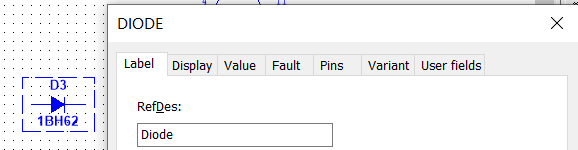 DIODE
Label Display Value Fault Pins Variant User fields
D3
1BH62
RefDes:
Diode